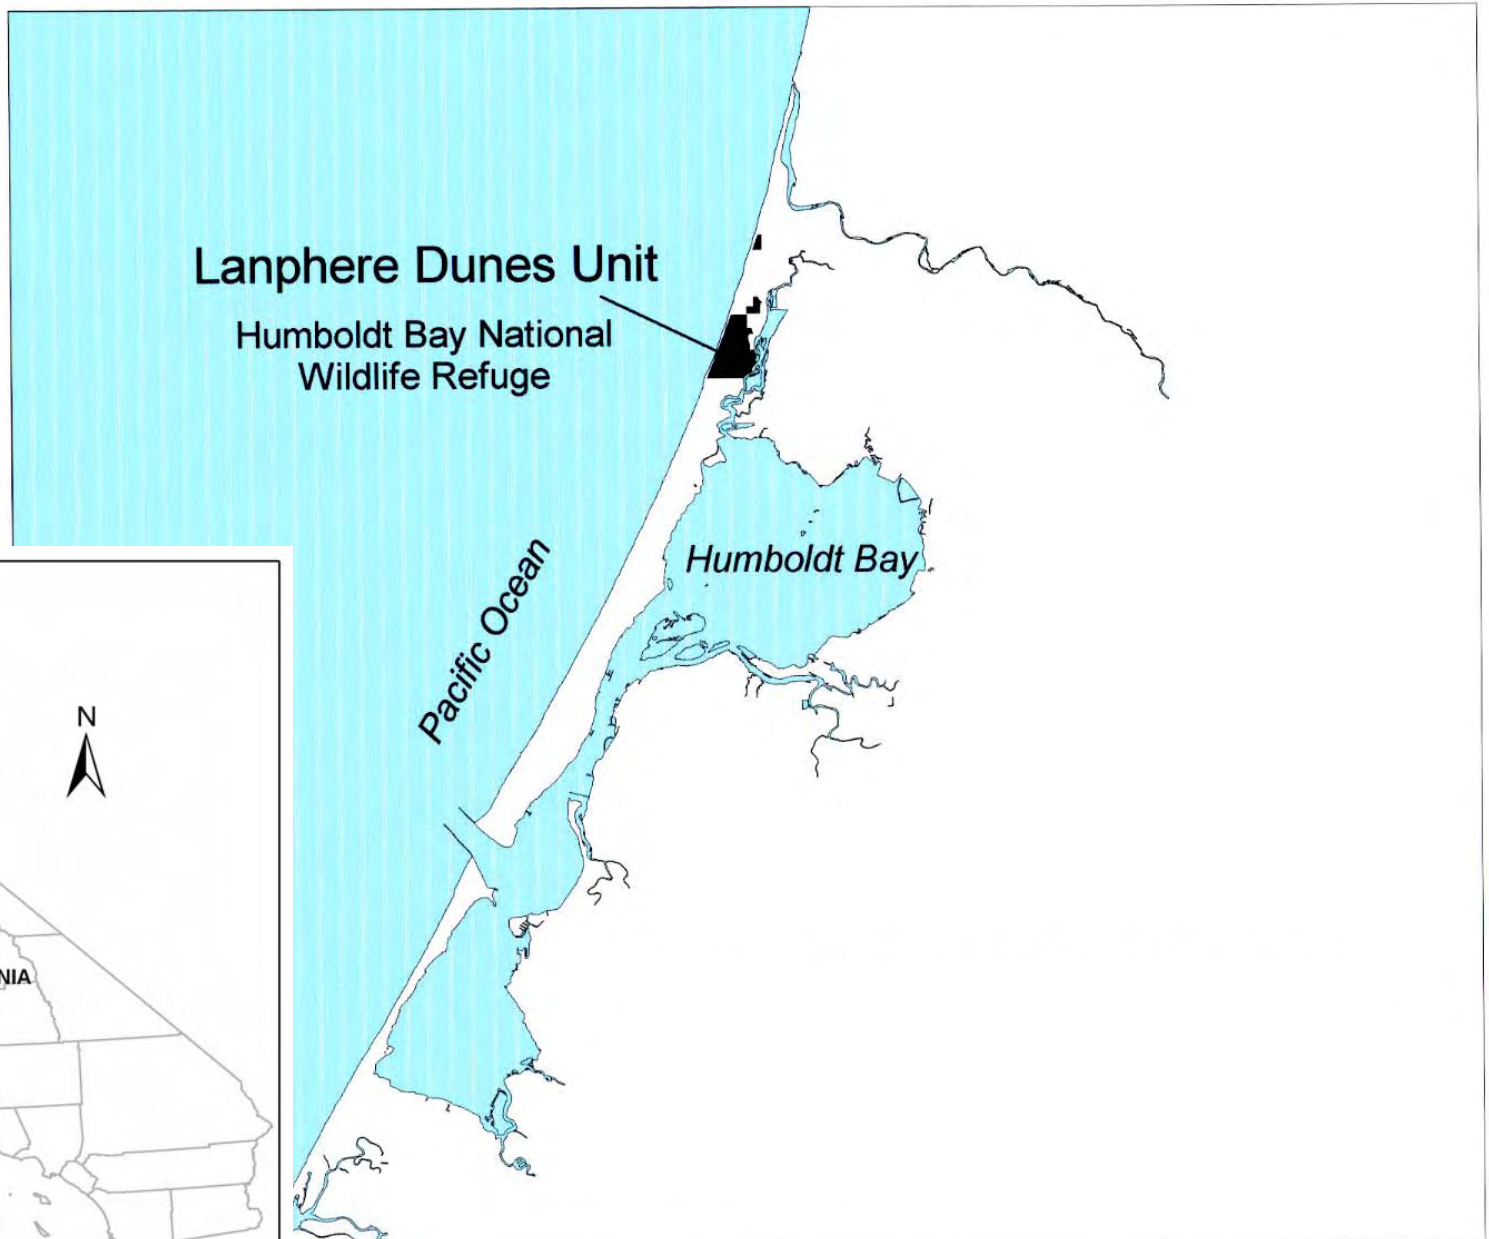 Lanphere Dunes Unit
Humboldt Bay National
Wildlife Refuge
Humboldt Bay
Pacific Ocean
N
NIA